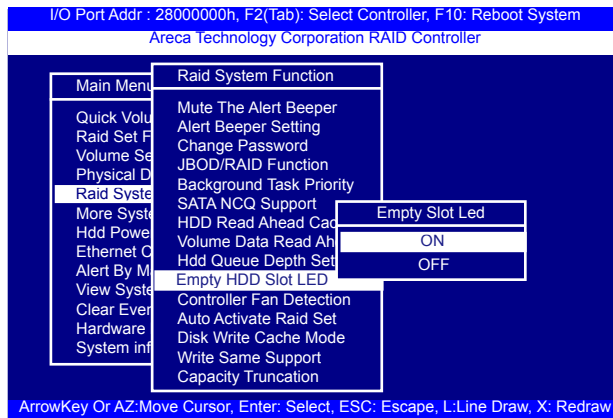 I/O Port Addr : 28000000h, F2(Tab): Select Controller, F10: Reboot System
Areca Technology Corporation RAID Controller
Main Menu
Quick Volu
Raid Set F
Volume Se
Physical D
Raid Syste
More Syste
Hdd Powe
Ethernet C
Alert By M
View Syste
Clear Even
Hardware
System inf
Raid System Function
Mute The Alert Beeper
Alert Beeper Setting
Change Password
JBOD/RAID Function
Background Task Priority
SATA NCQ Support
HDD Read Ahead Cac
Volume Data Read Ah
Hdd Queue Depth Set
Empty HDD Slot LED
Controller Fan Detection
Auto Activate Raid Set
Disk Write Cache Mode
Write Same Support
Capacity Truncation
Empty Slot Led
ON
OFF
ArrowKey Or AZ:Move Cursor, Enter: Select, ESC: Escape, L:Line Draw, X: Redraw